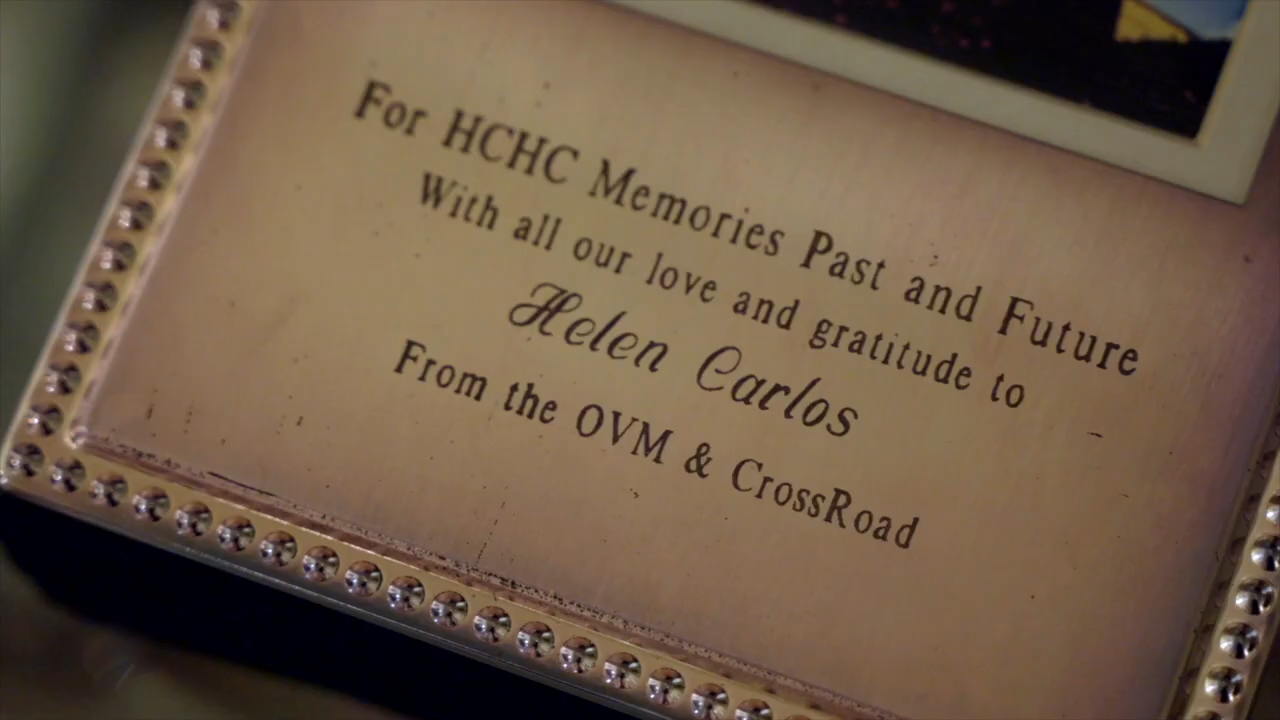 For HCHC Memories Past and Future
With all our love and gratitude to
Helen Carlos
From the OVM & CrossRoad